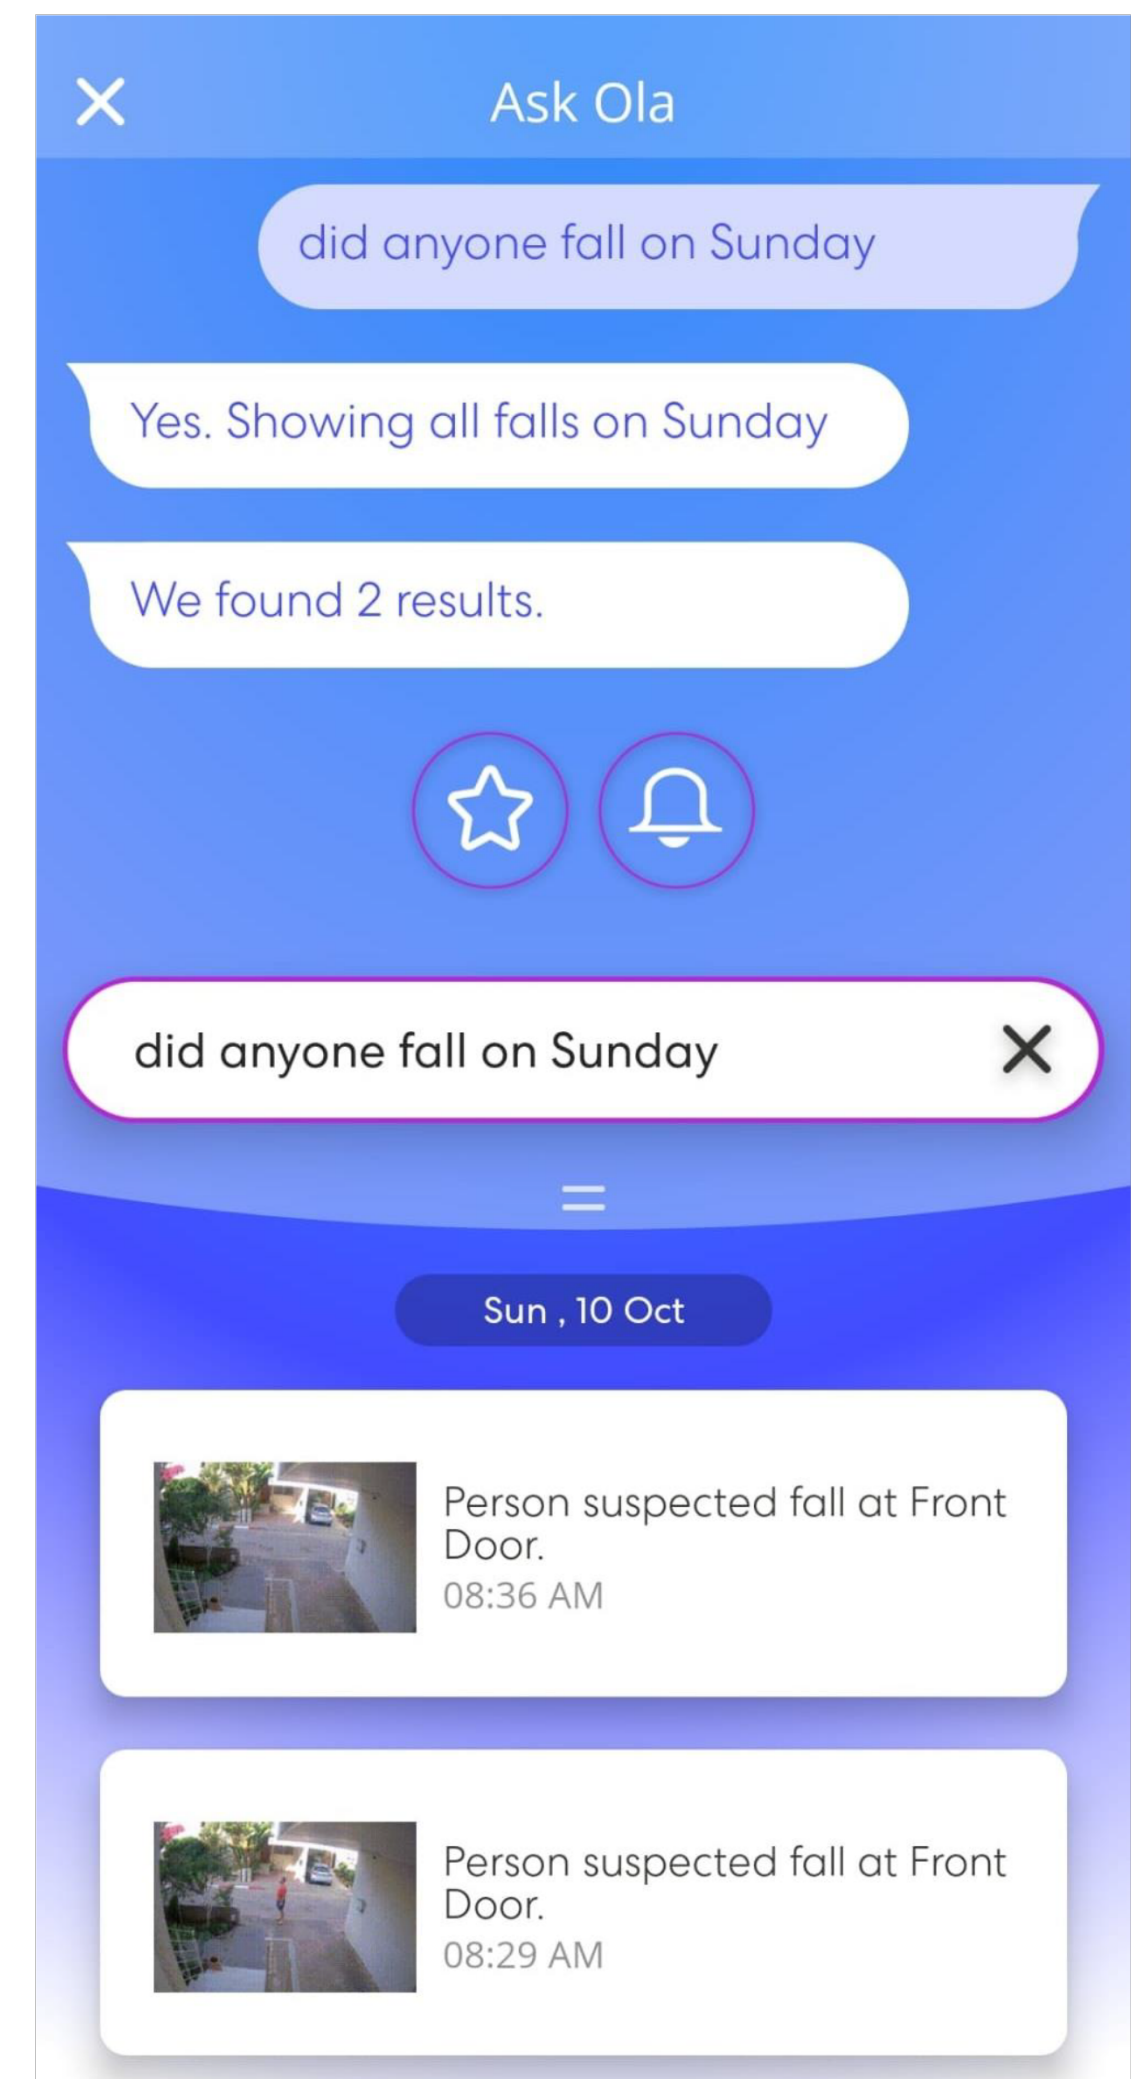 Ask Ola
did anyone fall on Sunday
Yes. Showing all falls on Sunday
We found 2 results.
did anyone fall on Sunday
Sun , 10 Oct
Person suspected fall at Front
Door.
08:36 AM
Person suspected fall at Front
Door.
08:29 AM